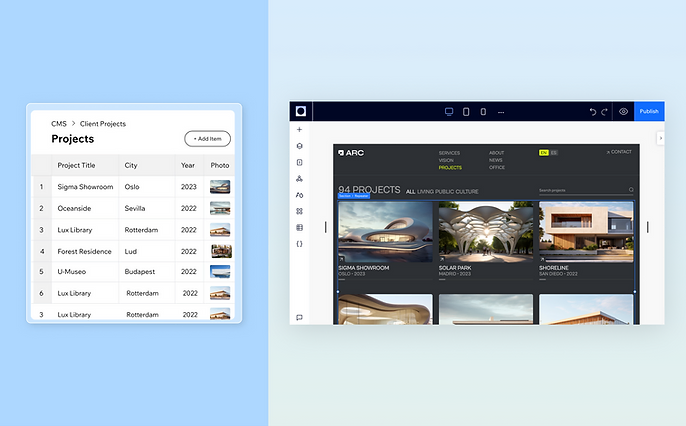 CMS > Client Projects
Projects
+ Add Item
Project Title City Year Photo
1 Sigma Showroom Oslo 2023
2 Oceanside Sevilla 2022
3 Lux Library Rotterdam 2022
4 Forest Residence Lud 2022
5 U-Museo Budapest 2022
6 Lux Library Rotterdam 2022
3 Lux Library Rotterdam 2022
Publish
ARC
SERVICES
VISION
PROJECTS
ABOUT
NEWS
OFFICE
EN
CONTACT
94 PROJECTS ALL LIVING PUBLIC CULTURE
Search projects
SIGMA SHOWROOM
OSLO - 2023
SOLAR PARK
MADRID - 2023
SHORELINE
SAN DIEGO - 2022